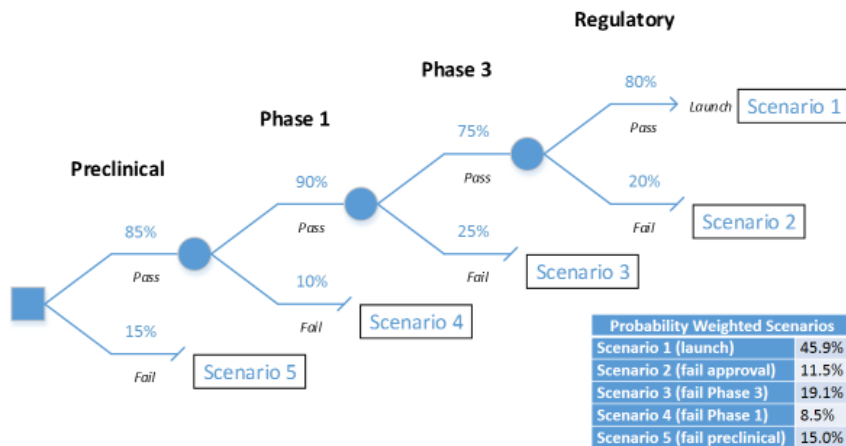 Regulatory
Phase 3
80%
Launch
Scenario 1
Phase 1
75%
Pass
Preclinical
90%
Pass
20%
85%
Pass
25%
Fail
Scenario 2
Pass
10%
Fail
Scenario 3
15%
Fail
Scenario 4
Fail
Scenario 5
Probability Weighted Scenarios
Scenario 1 (launch) 45.9%
Scenario 2 (fail approval) 11.5%
Scenario 3 (fail Phase 3) 19.1%
Scenario 4 (fail Phase 1) 8.5%
Scenario 5 (fail preclinical) 15.0%